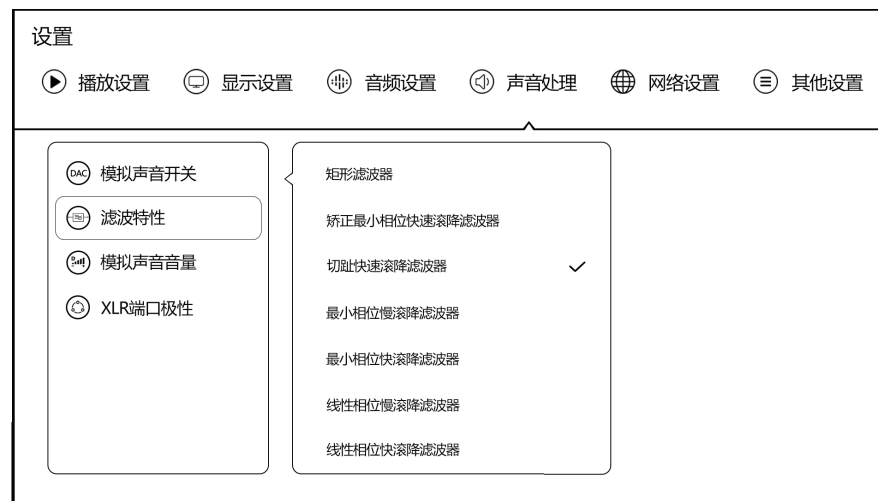 设置
播放设置 显示设置 音频设置 声音处理 网络设置 其他设置
DAC 模拟声音开关
滤波特性
模拟声音音量
XLR端口极性
矩形滤波器
矫正最小相位快速滚降滤波器
切趾快速滚降滤波器
最小相位慢滚降滤波器
最小相位快滚降滤波器
线性相位慢滚降滤波器
线性相位快滚降滤波器